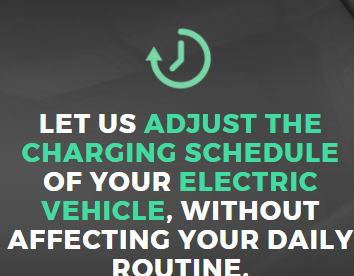 LET US ADJUST THE
CHARGING SCHEDULE
OF YOUR ELECTRIC
VEHICLE, WITHOUT
AFFECTING YOUR DAILY
ROUTINE.